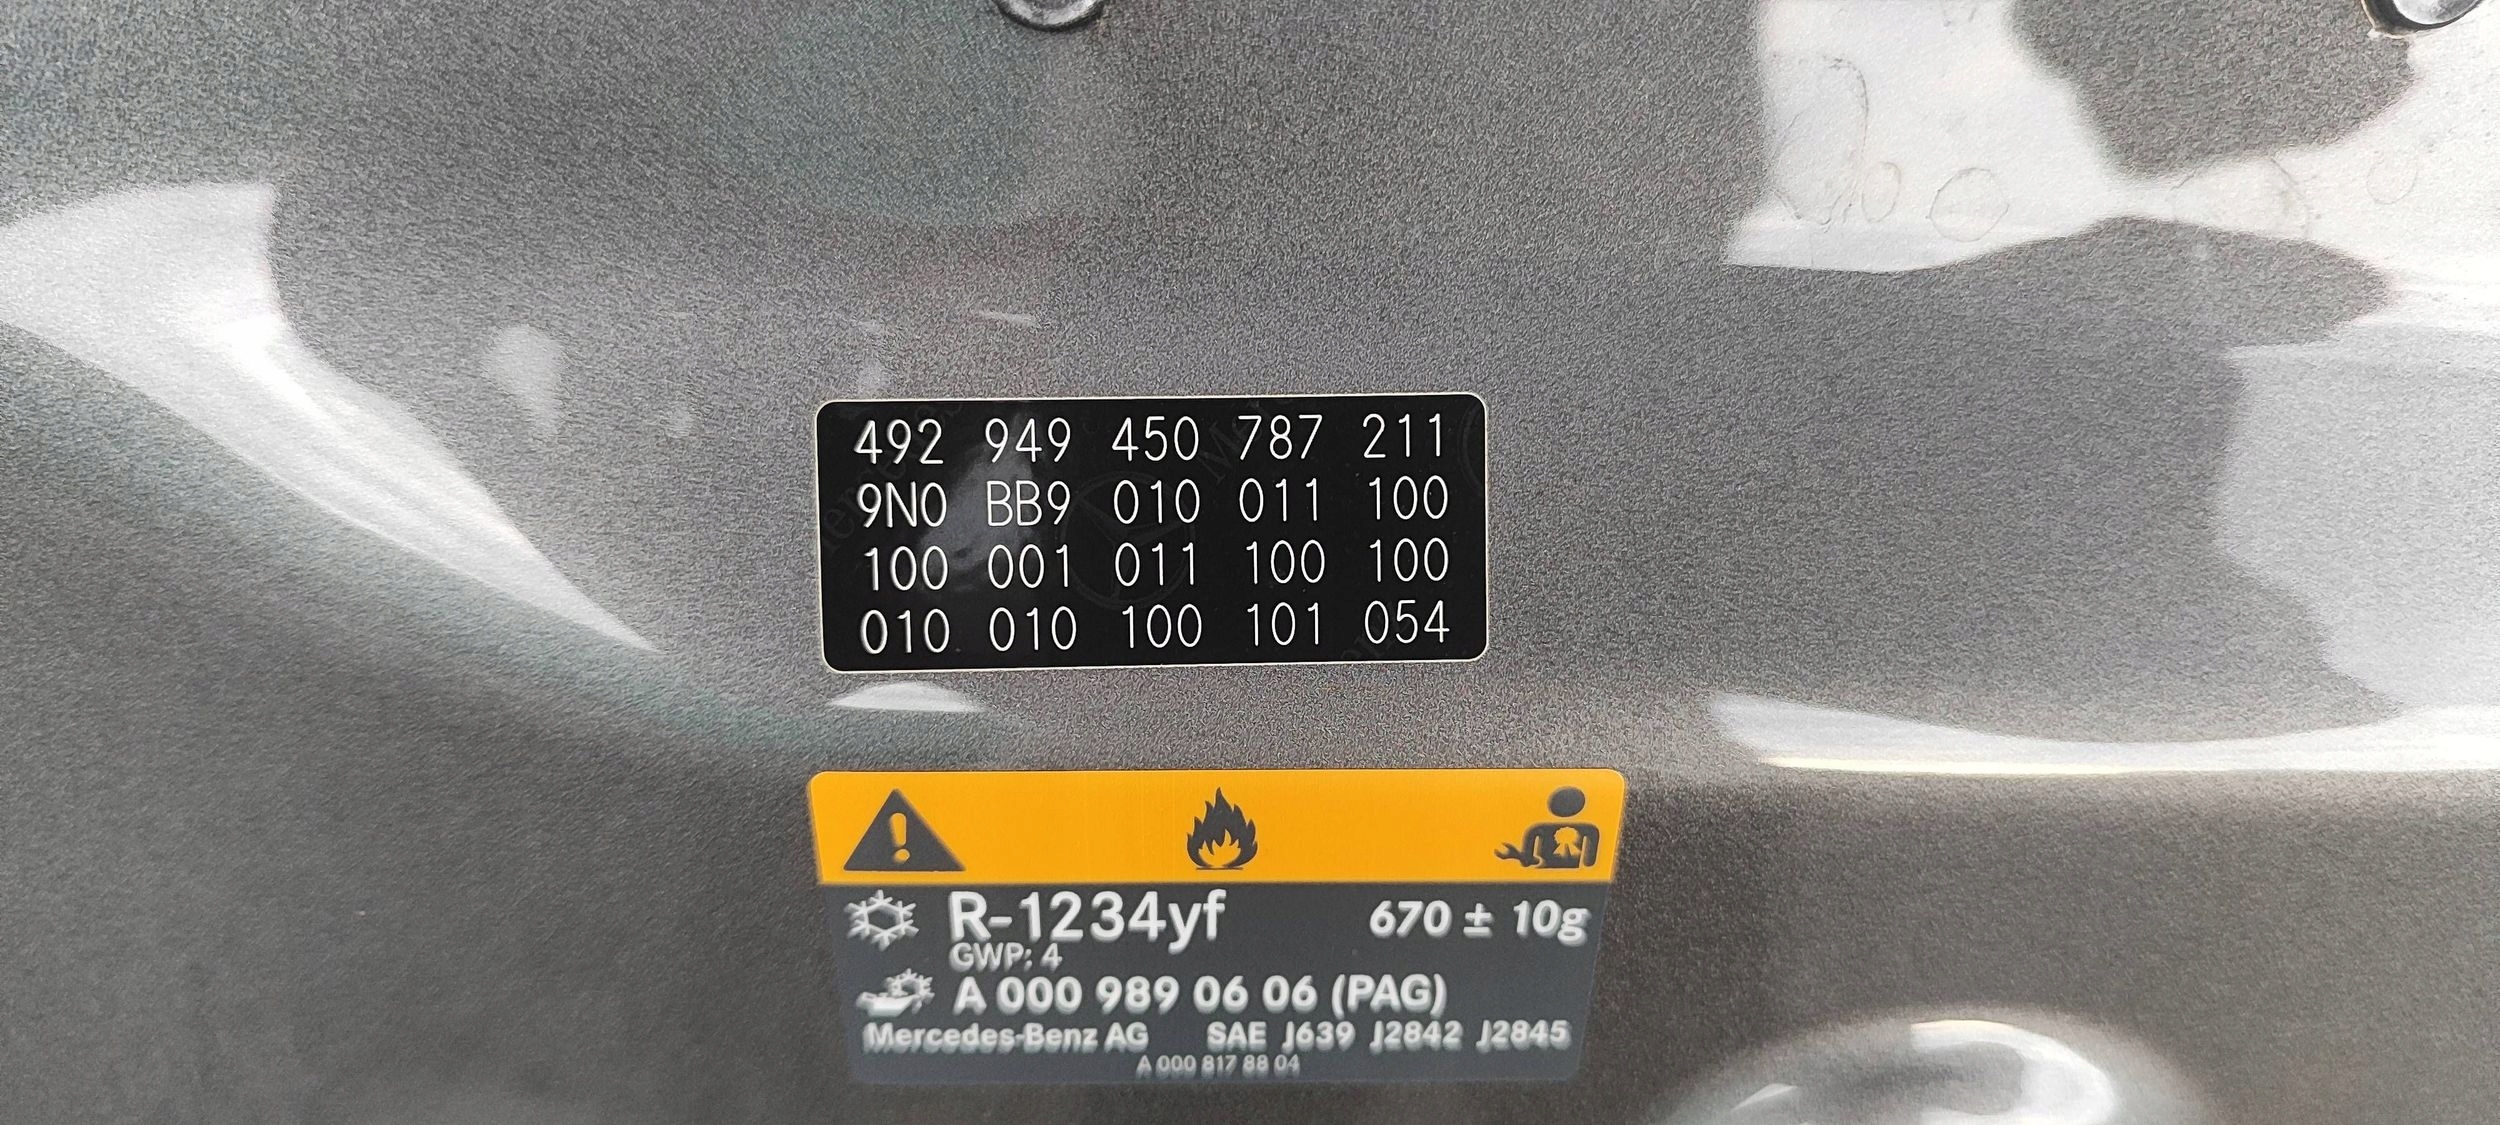 492 949 450 787 211
9N0 BB9 010 011 100
100 001 011 100 100
010 010 100 101 054
R-1234yf 670 ± 10g
GWP: 4
A 000 989 06 06 (PAG)
Mercedes-Benz AG SAE J639 J2842 J2845
A 000 817 88 04